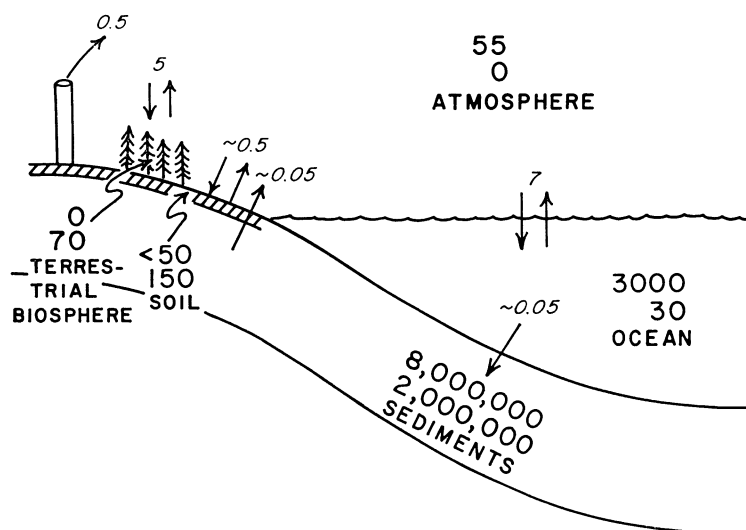 0.5
5
55
0
ATMOSPHERE
~0.5
~0.05
7
0
70
TERRES-
TRIAL
BIOSPHERE
<50
150
SOIL
3000
30
OCEAN
~0.05
8,000,000
2,000,000
SEDIMENTS